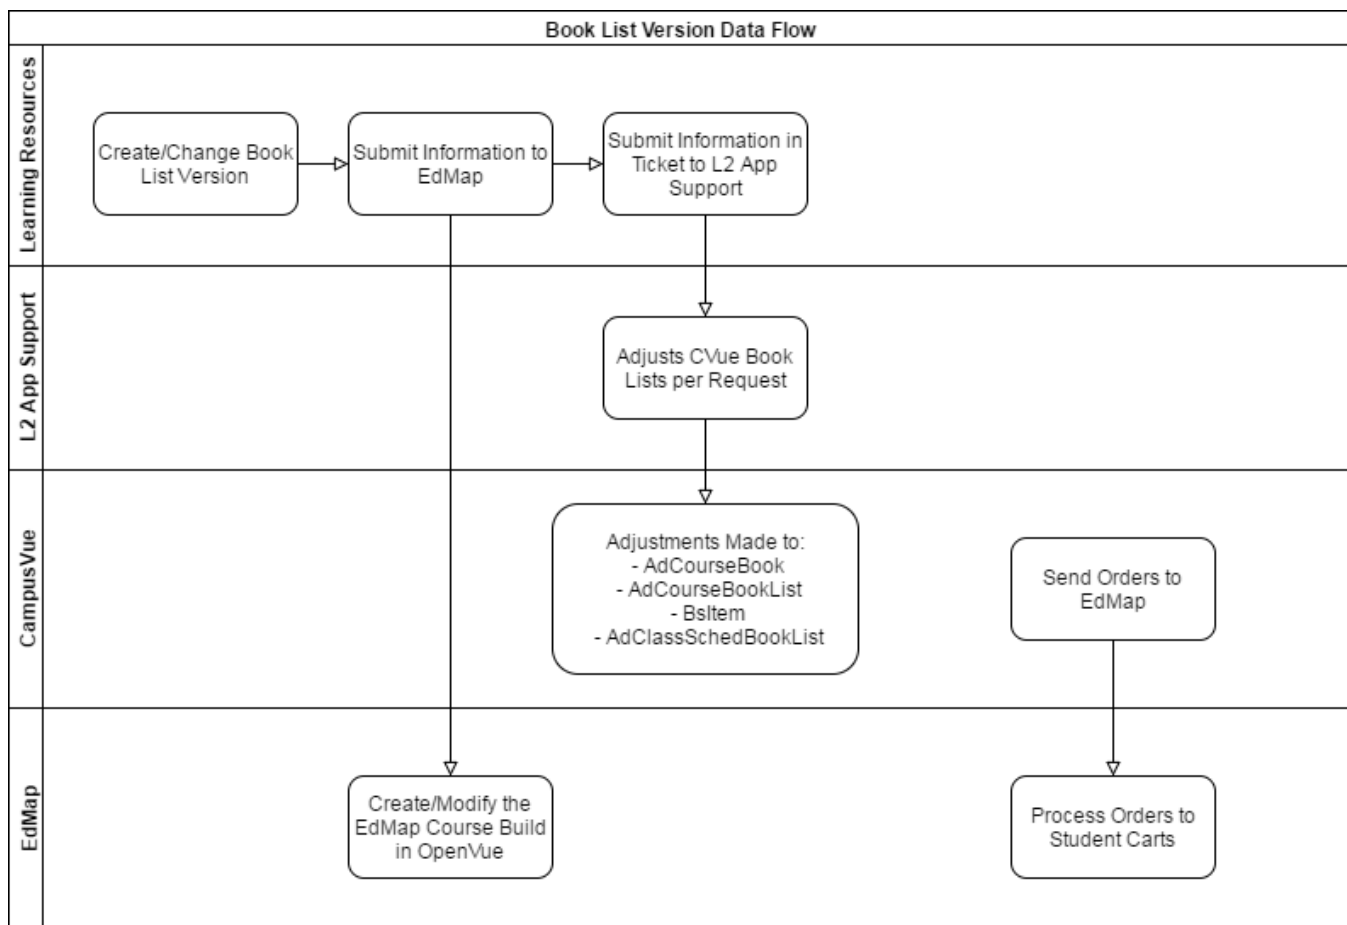 Book List Version Data Flow
Learning Resources
Create/Change Book
List Version
Submit Information to
EdMap
Submit Information in
Ticket to L2 App
Support
L2 App Support
Adjusts CVue Book
Lists per Request
CampusVue
Adjustments Made to:
- AdCourseBook
- AdCourseBookList
- BsItem
- AdClassSchedBookList
Send Orders to
EdMap
EdMap
Create/Modify the
EdMap Course Build
in OpenVue
Process Orders to
Student Carts